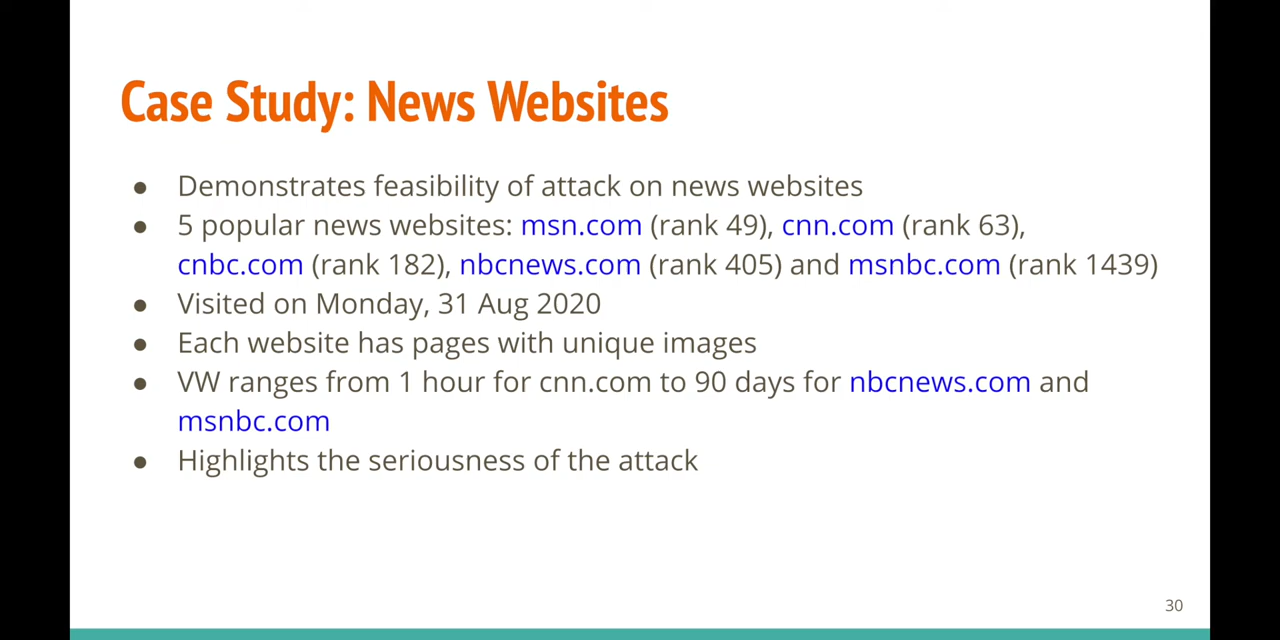 Case Study: News Websites
● Demonstrates feasibility of attack on news websites
● 5 popular news websites: msn.com (rank 49), cnn.com (rank 63),
cnbc.com (rank 182), nbcnews.com (rank 405) and msnbc.com (rank 1439)
● Visited on Monday, 31 Aug 2020
● Each website has pages with unique images
● VW ranges from 1 hour for cnn.com to 90 days for nbcnews.com and
msnbc.com
● Highlights the seriousness of the attack
30